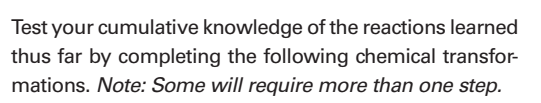 Test your cumulative knowledge of the reactions learned
thus far by completing the following chemical transfor-
mations. Note: Some will require more than one step.